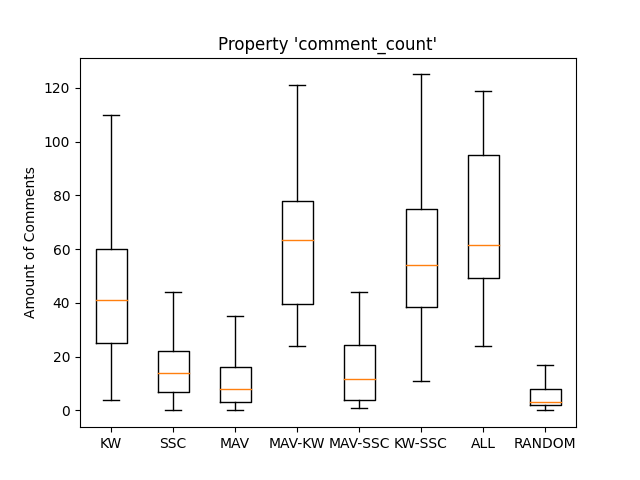 Property 'comment_count'
Amount of Comments
120
100
80
60
40
20
0
KW SSC MAV MAV-KW MAV-SSC KW-SSC ALL RANDOM